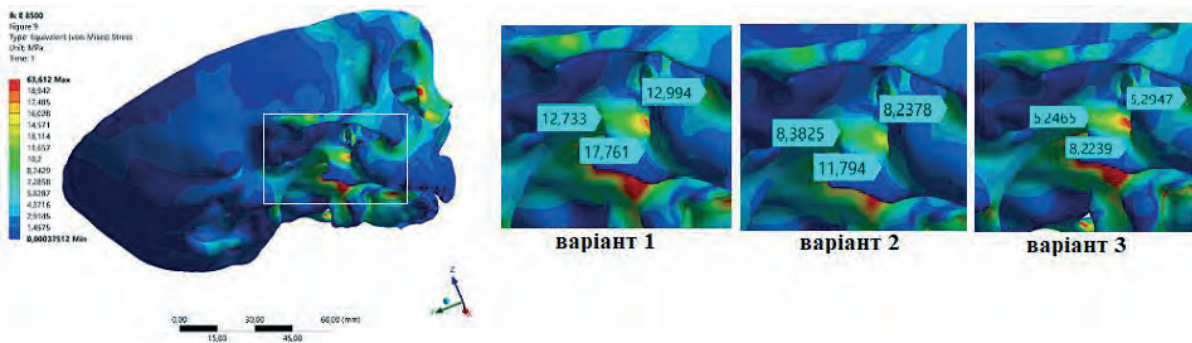 B: E 8500
Figure 9
Type: Equivalent (von-Mises) Stress
Unit: MPa
Time: 1
63,612 Max
18,942
17,485
16,028
14,571
13,114
11,657
10,2
8,7429
7,2858
5,8287
4,3716
2,9145
1,4575
0,00037512 Min
Z
Y
X
0,00 30,00 60,00 (mm)
15,00 45,00
12,994
12,733
17,761
варіант 1
8,2378
8,3825
11,794
варіант 2
5,2947
5,2465
8,2239
варіант 3